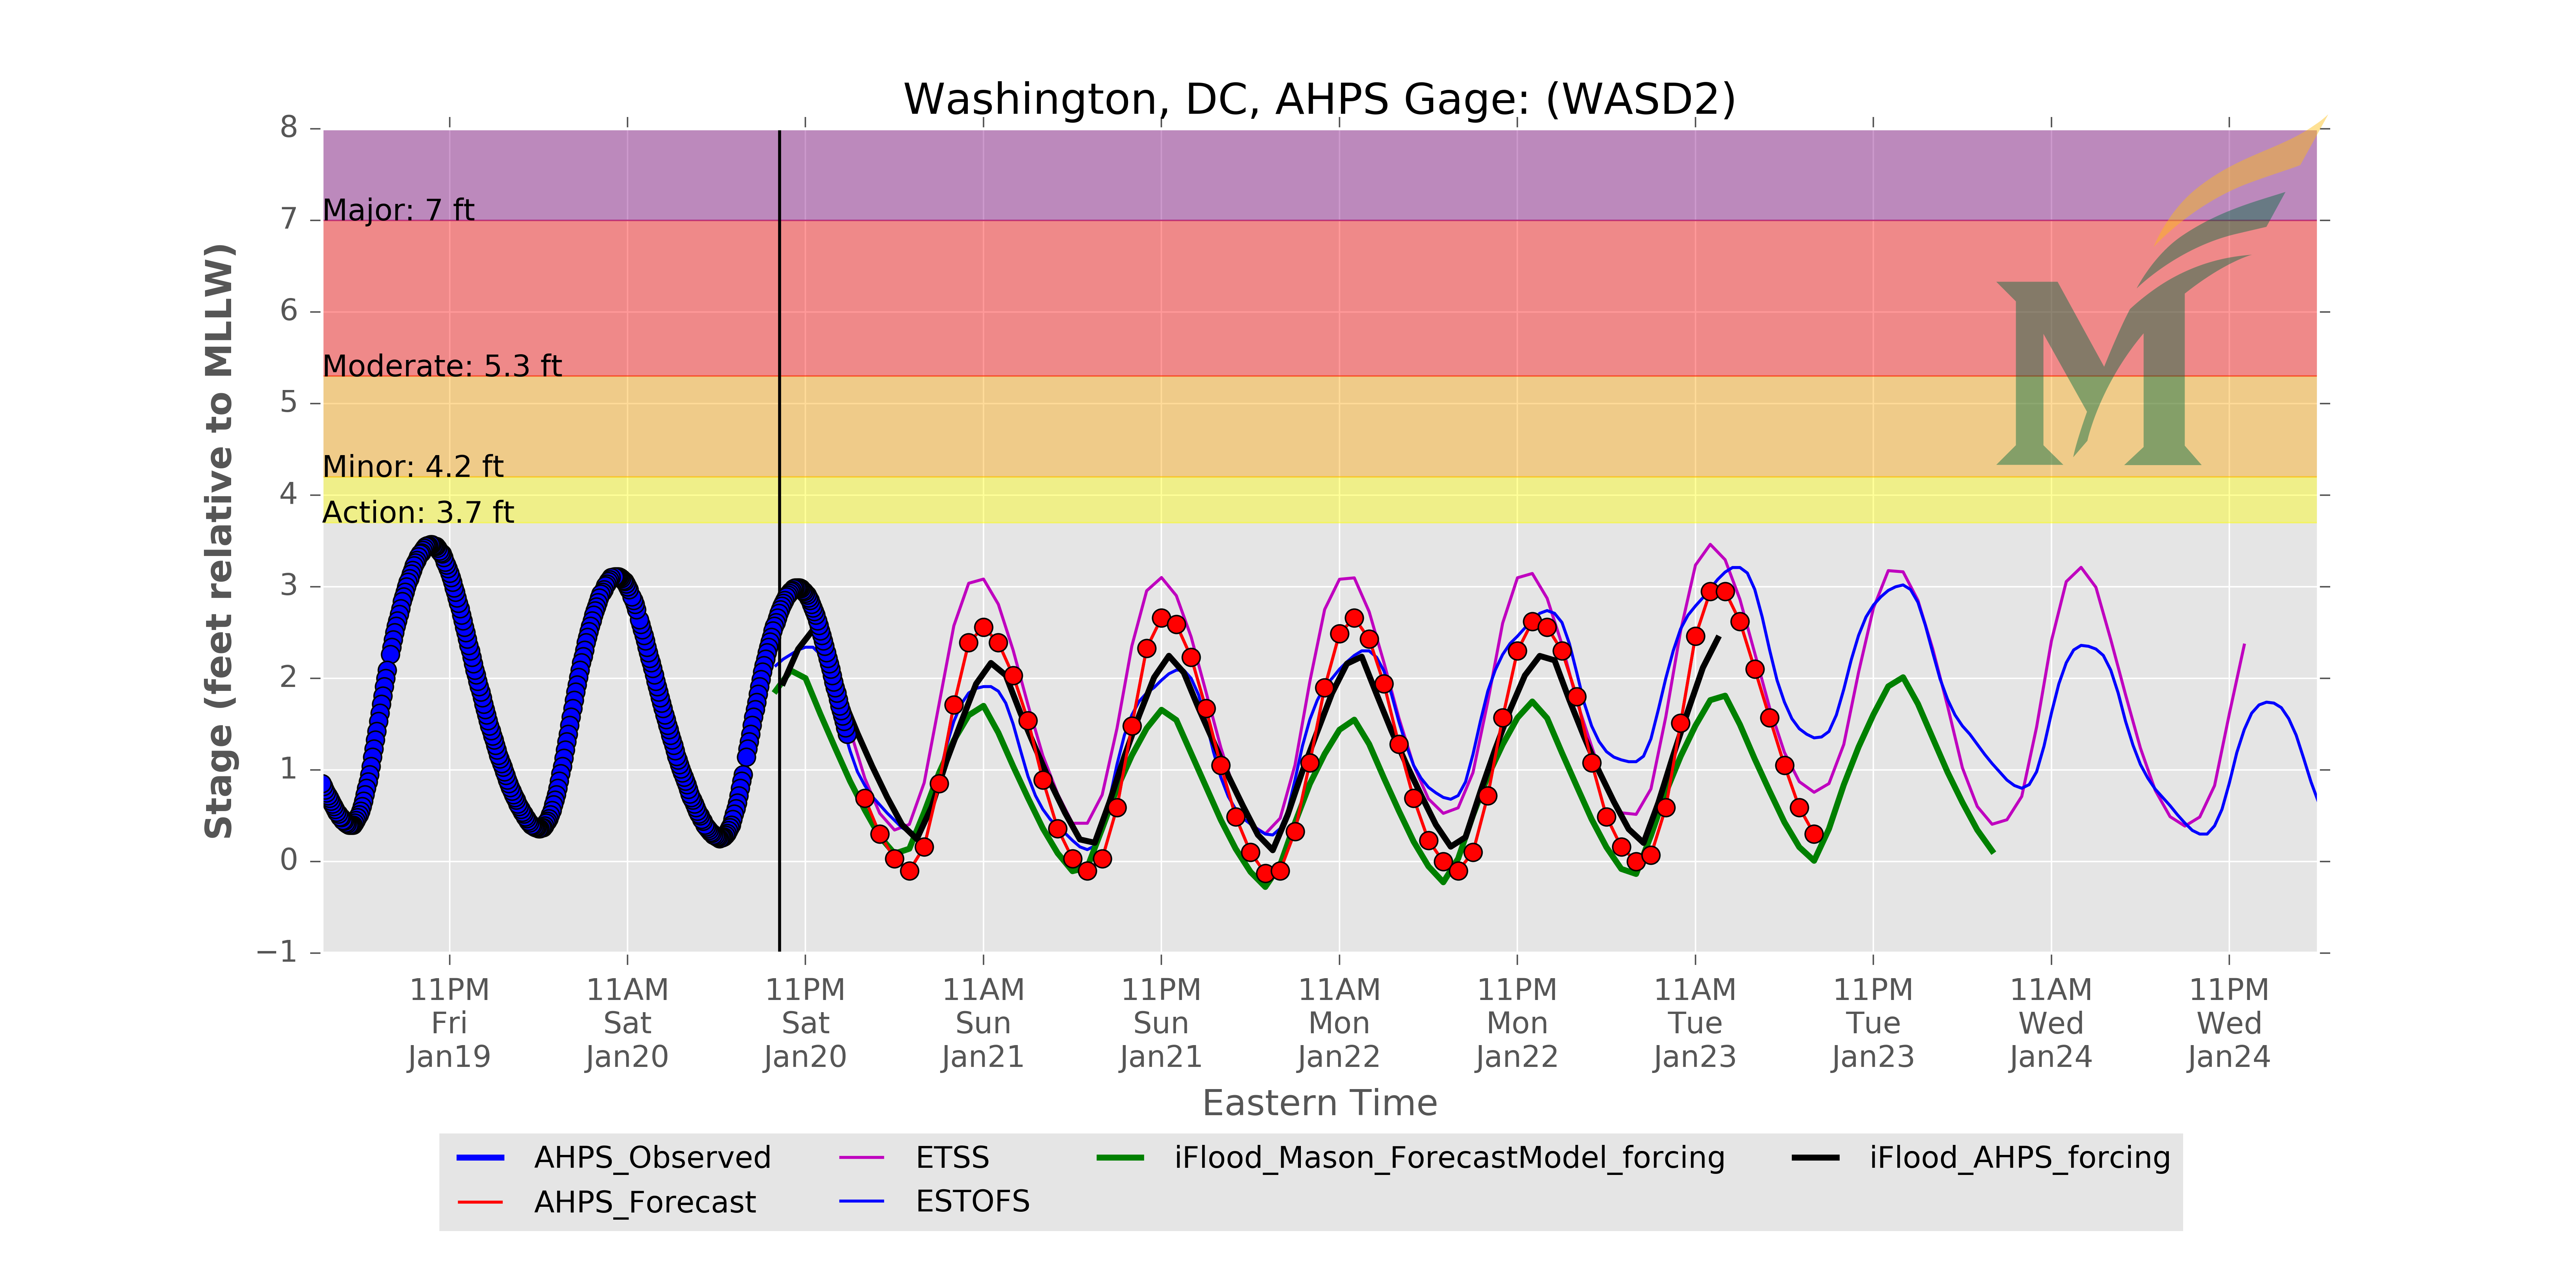 Washington, DC, AHPS Gage: (WASD2)
8
7
6
5
4
3
2
1
0
−1
Stage (feet relative to MLLW)
Major: 7 ft
Moderate: 5.3 ft
Minor: 4.2 ft
Action: 3.7 ft
11PM 11AM 11PM 11AM 11PM 11AM 11PM 11AM 11PM 11AM 11PM
Fri Sat Sat Sun Sun Mon Mon Tue Tue Wed Wed
Jan19 Jan20 Jan20 Jan21 Jan21 Jan22 Jan22 Jan23 Jan23 Jan24 Jan24
Eastern Time
AHPS_Observed ETSS iFlood_Mason_ForecastModel_forcing iFlood_AHPS_forcing
AHPS_Forecast ESTOFS
M